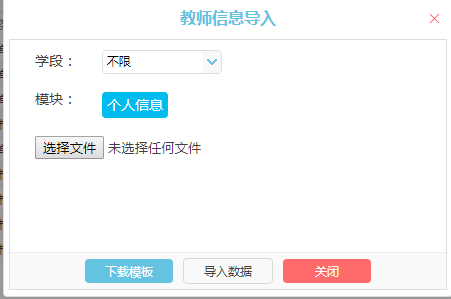 教师信息导入
学段： 不限
模块： 个人信息
选择文件 未选择任何文件
下载模板 导入数据 关闭